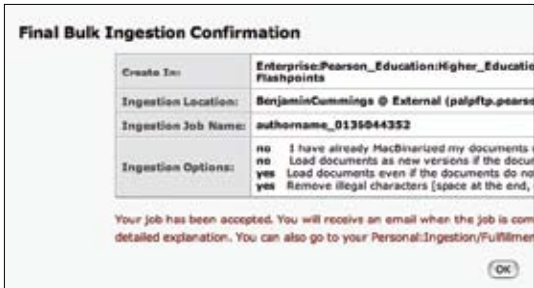 Final Bulk Ingestion Confirmation
Create In:
Enterprise:Pearson_Education:Higher_Educatio
Flashpoints
Ingestion Location:
BenjaminCummings @ External (palpftp.pearso
Ingestion Job Name:
authorname_0135044352
Ingestion Options:
no I have already MacBinarized my documents
no Load documents as new versions if the docu
yes Load documents even if the documents do no
yes Remove illegal characters [space at the end,
Your job has been accepted. You will receive an email when the job is com
detailed explanation. You can also go to your Personal:Ingestion/Fulfillmen
OK